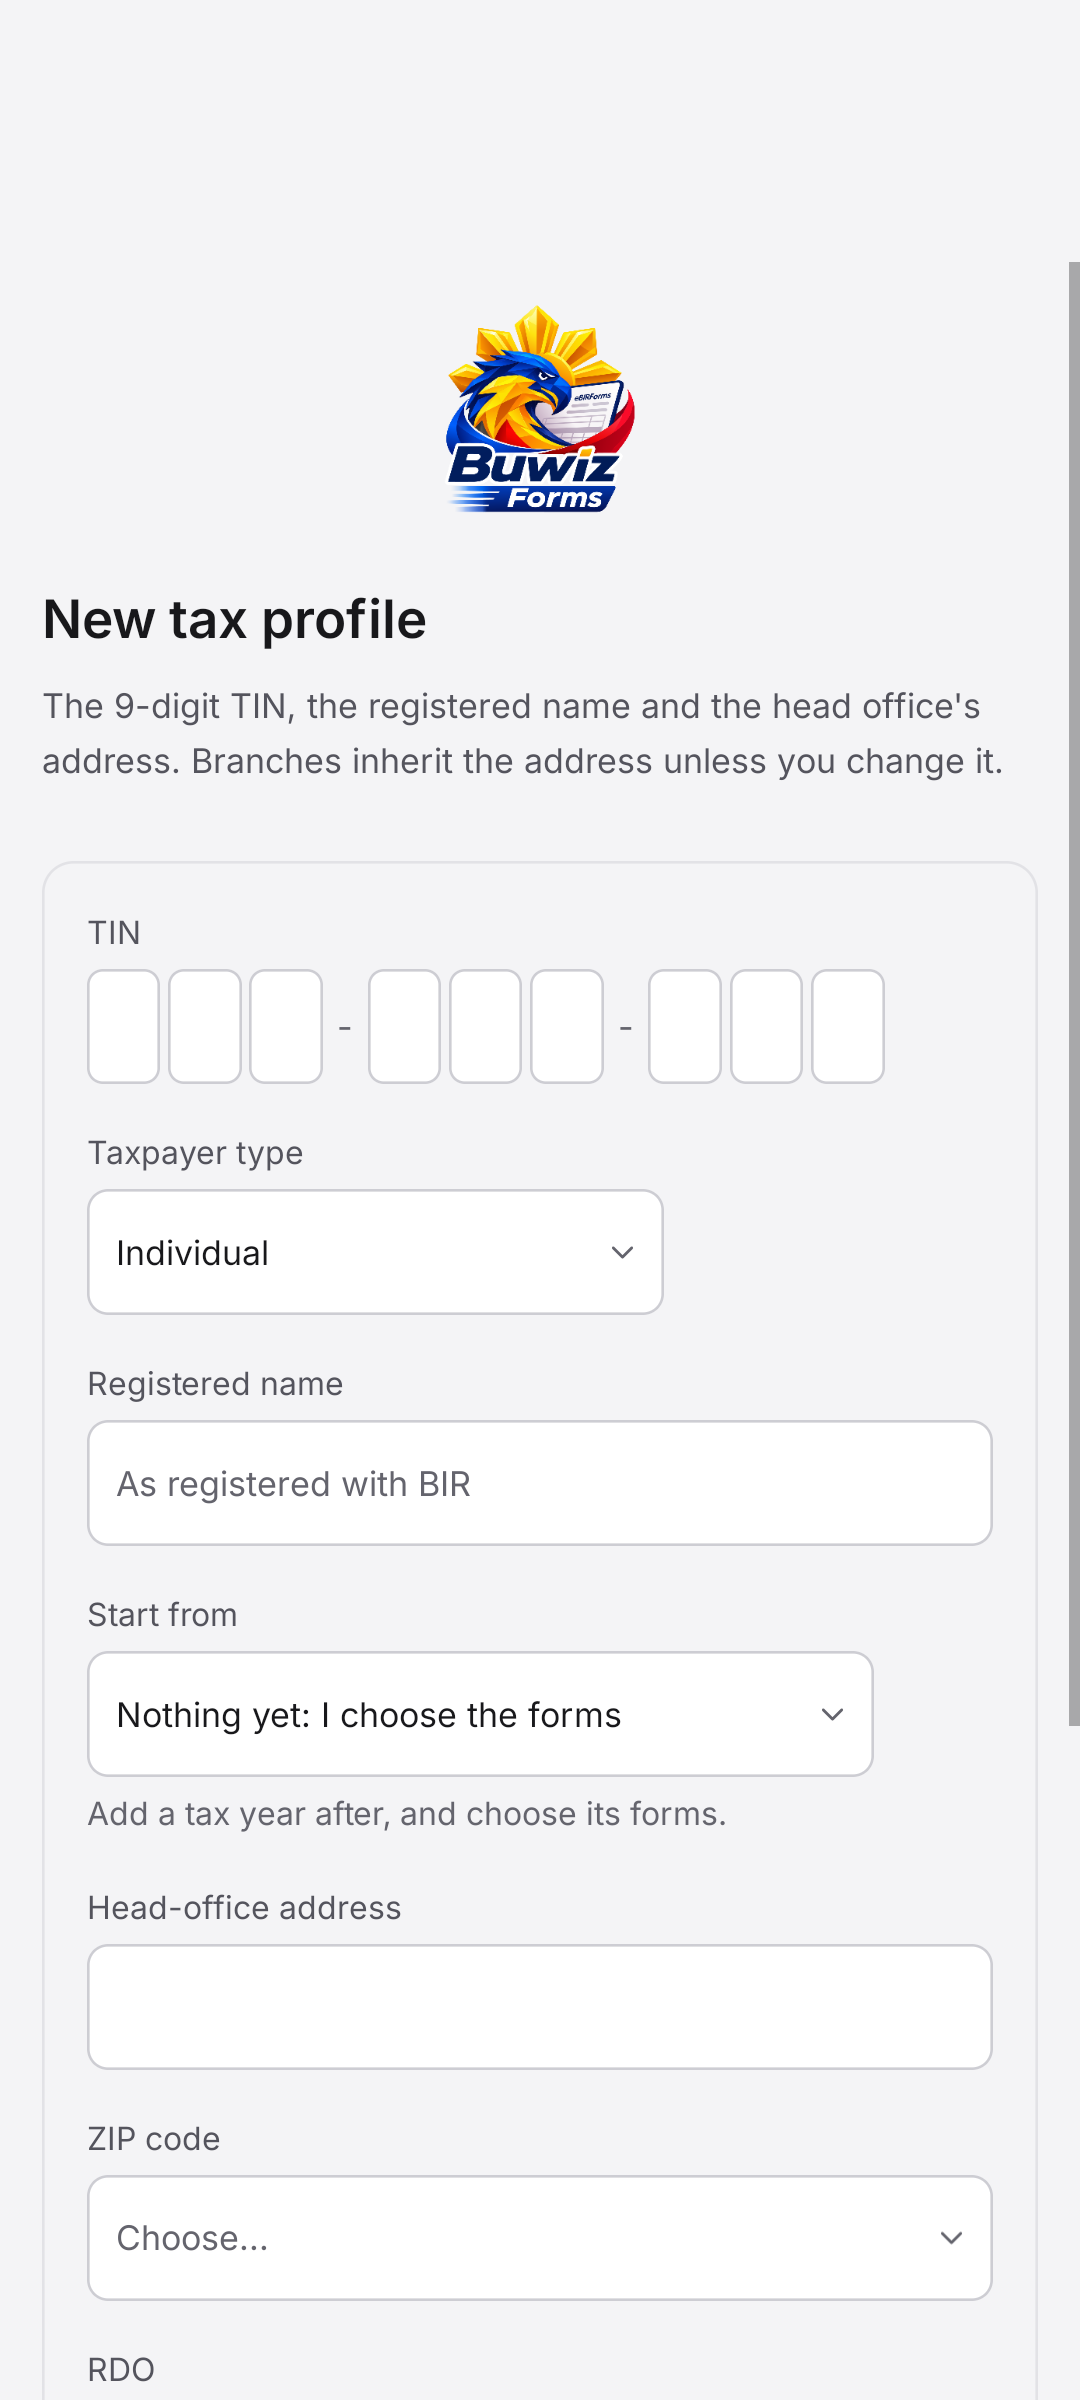 eBIRForms
Buwiz
Forms
New tax profile
The 9-digit TIN, the registered name and the head office's
address. Branches inherit the address unless you change it.
TIN
- -
Taxpayer type
Individual
Registered name
As registered with BIR
Start from
Nothing yet: I choose the forms
Add a tax year after, and choose its forms.
Head-office address
ZIP code
Choose...
RDO